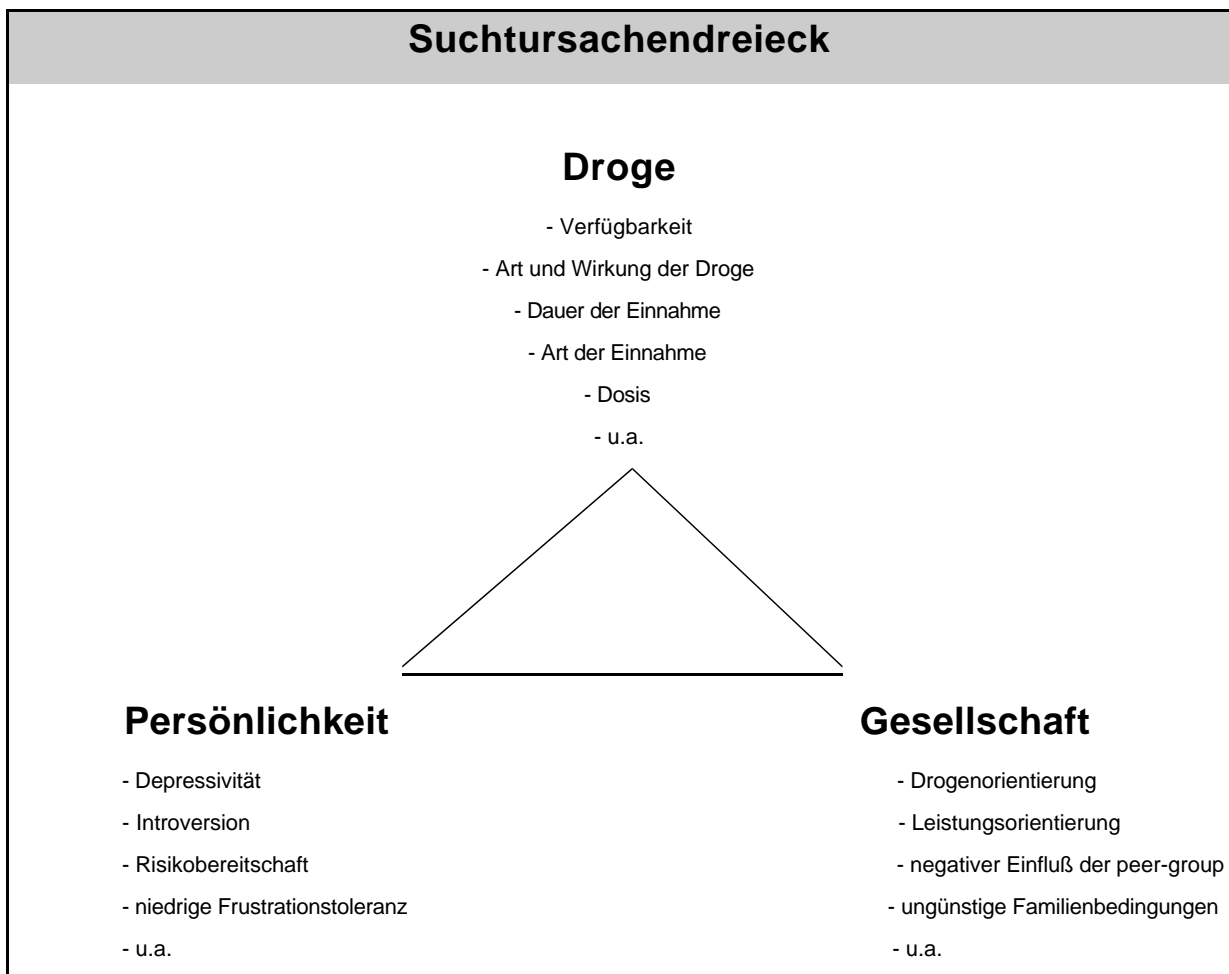 Suchtursachendreieck
Droge
- Verfügbarkeit
- Art und Wirkung der Droge
- Dauer der Einnahme
- Art der Einnahme
- Dosis
- u.a.
Persönlichkeit
- Depressivität
- Introversion
- Risikobereitschaft
- niedrige Frustrationstoleranz
- u.a.
Gesellschaft
- Drogenorientierung
- Leistungsorientierung
- negativer Einfluß der peer-group
- ungünstige Familienbedingungen
- u.a.